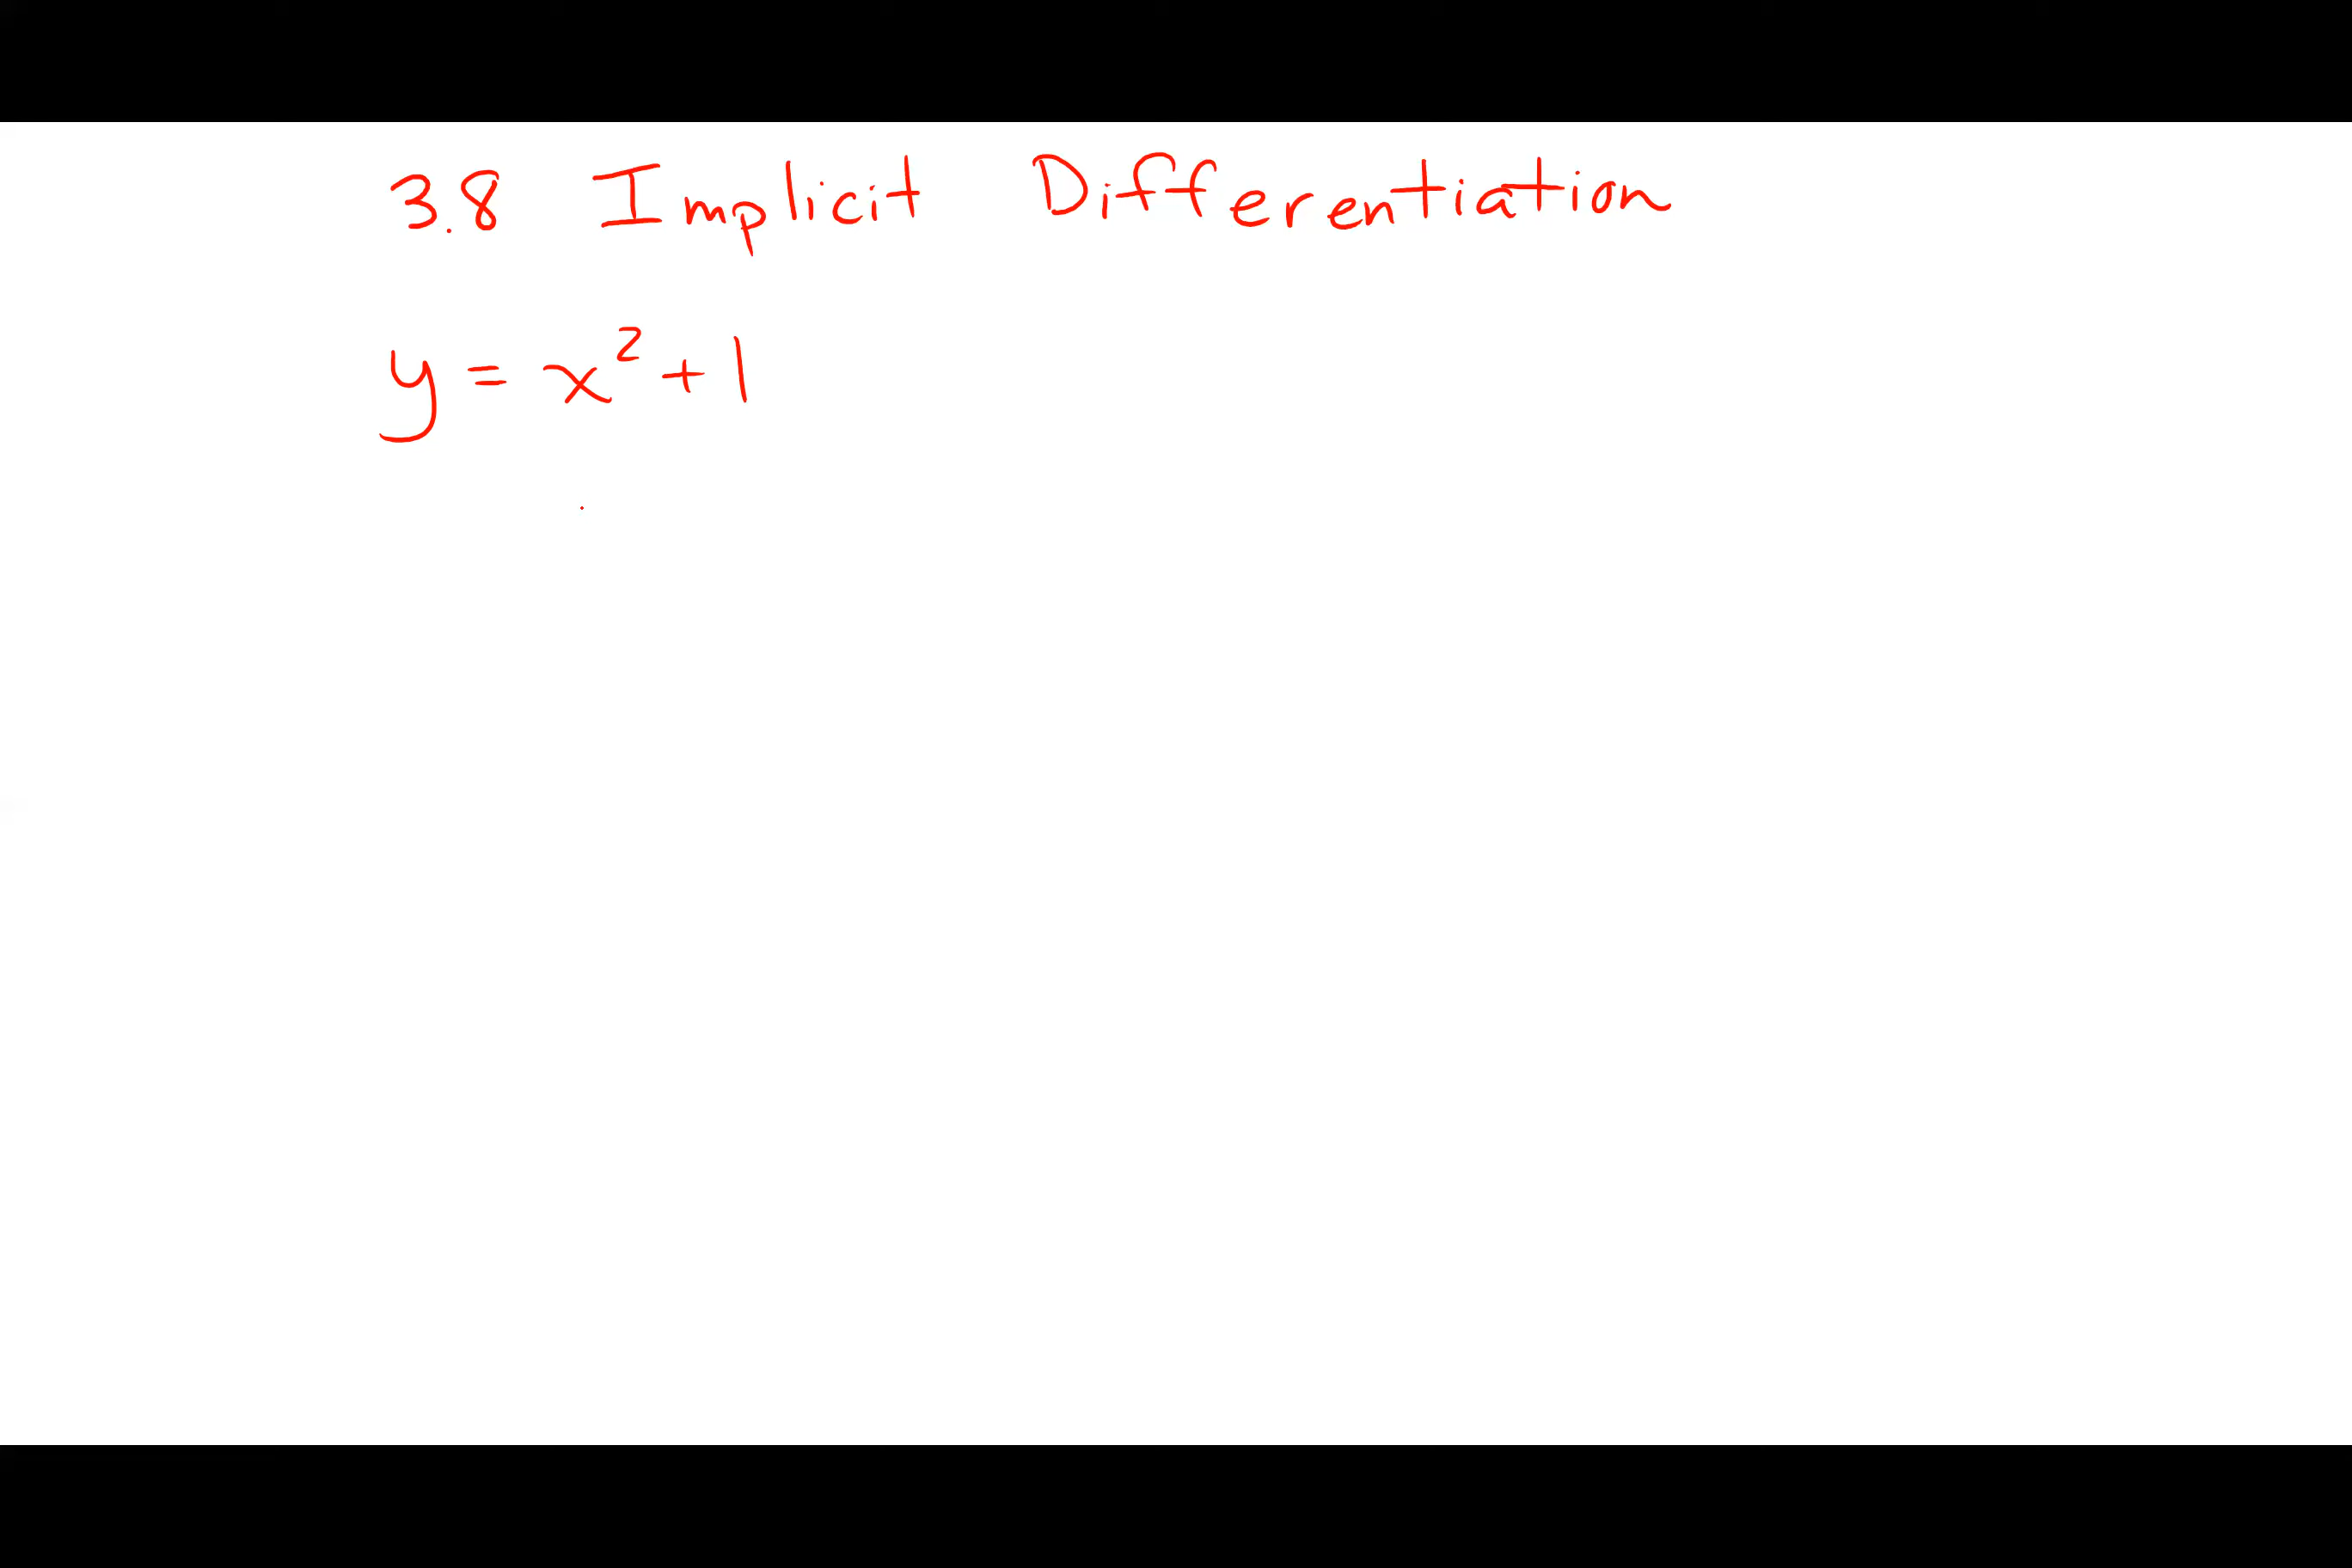 3.8 Implicit Differentiation
y = x² + 1